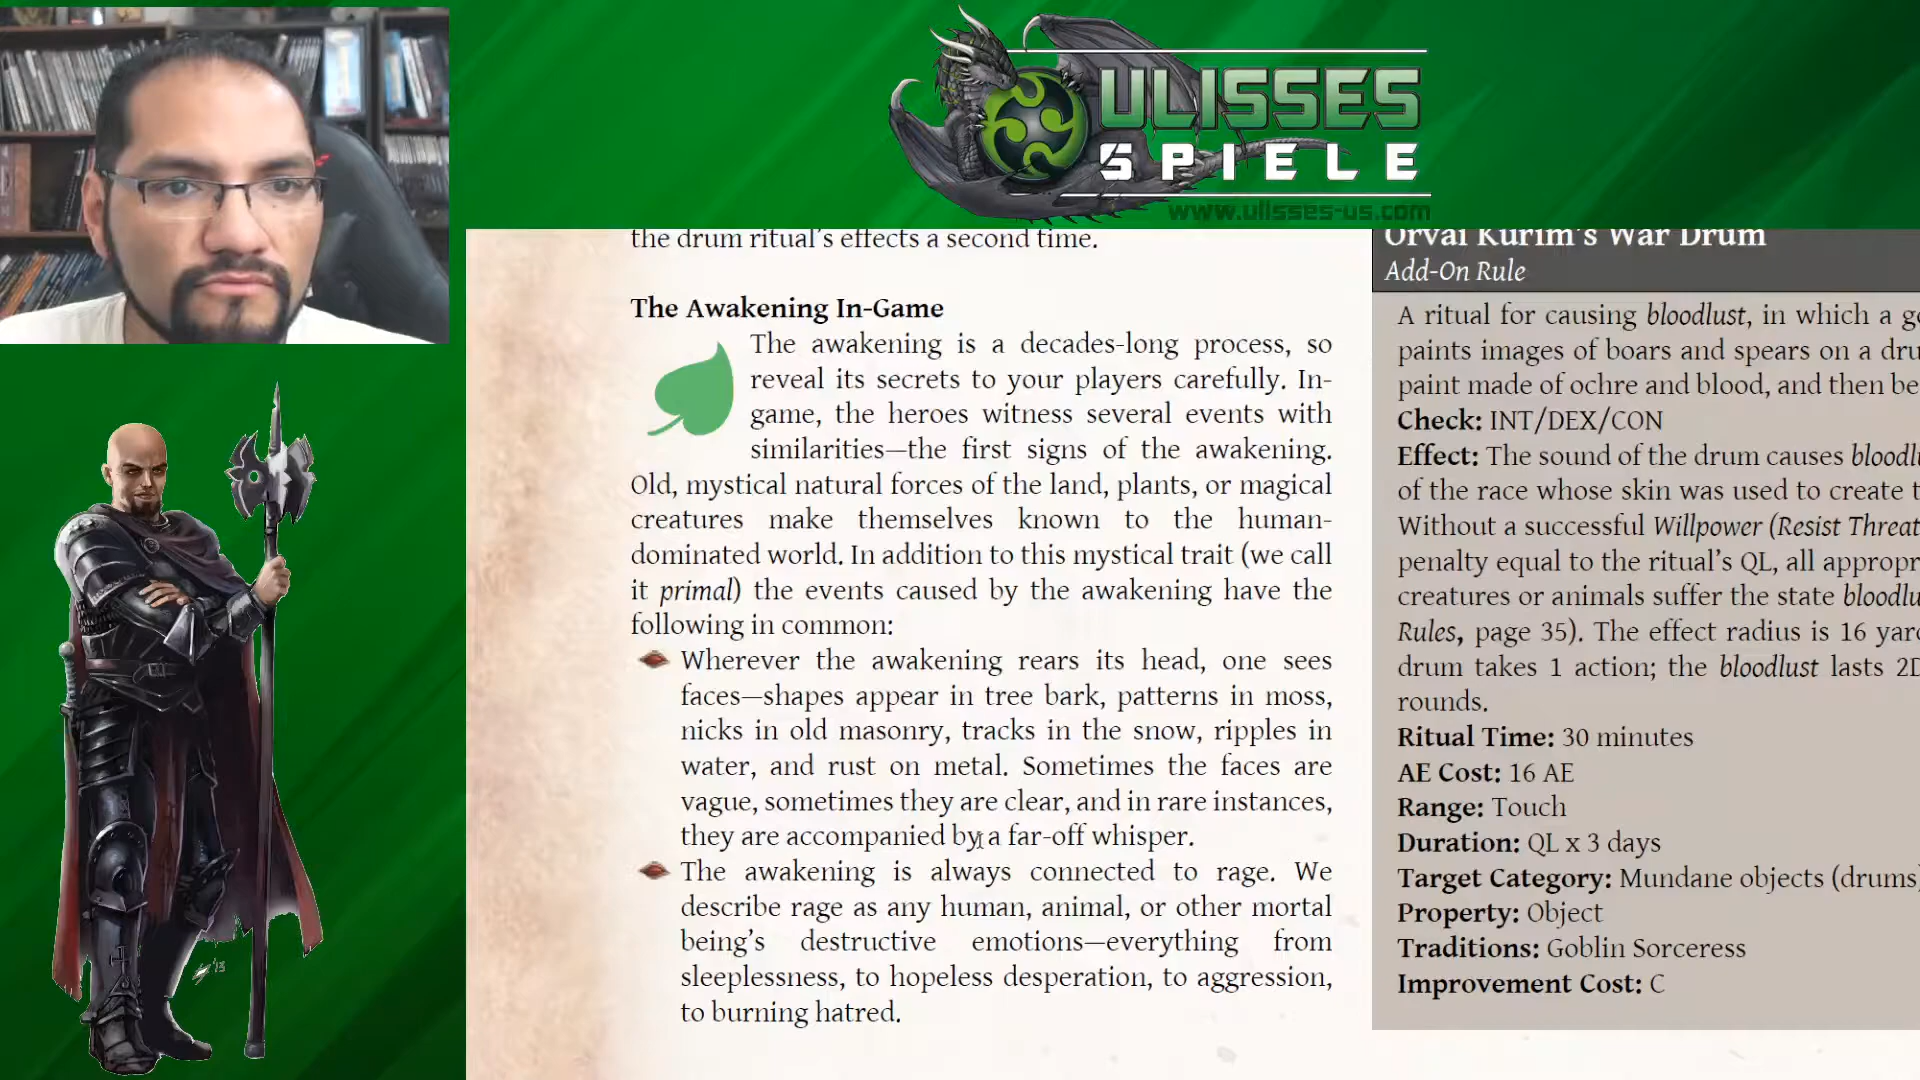 ULISSES
SPIELE
www.ulisses-us.com
the drum ritual's effects a second time.
The Awakening In-Game
The awakening is a decades-long process, so
reveal its secrets to your players carefully. In-
game, the heroes witness several events with
similarities—the first signs of the awakening.
Old, mystical natural forces of the land, plants, or magical
creatures make themselves known to the human-
dominated world. In addition to this mystical trait (we call
it primal) the events caused by the awakening have the
following in common:
Wherever the awakening rears its head, one sees
faces—shapes appear in tree bark, patterns in moss,
nicks in old masonry, tracks in the snow, ripples in
water, and rust on metal. Sometimes the faces are
vague, sometimes they are clear, and in rare instances,
they are accompanied by a far-off whisper.
The awakening is always connected to rage. We
describe rage as any human, animal, or other mortal
being's destructive emotions—everything from
sleeplessness, to hopeless desperation, to aggression,
to burning hatred.
Orvai Kurim's War Drum
Add-On Rule
A ritual for causing bloodlust, in which a
paints images of boars and spears on a
paint made of ochre and blood, and then
Check: INT/DEX/CON
Effect: The sound of the drum causes
of the race whose skin was used to create
Without a successful Willpower (Resist
penalty equal to the ritual's QL, all
creatures or animals suffer the state
Rules, page 35). The effect radius is 16
drum takes 1 action; the bloodlust lasts
rounds.
Ritual Time: 30 minutes
AE Cost: 16 AE
Range: Touch
Duration: QL x 3 days
Target Category: Mundane objects (drums)
Property: Object
Traditions: Goblin Sorceress
Improvement Cost: C